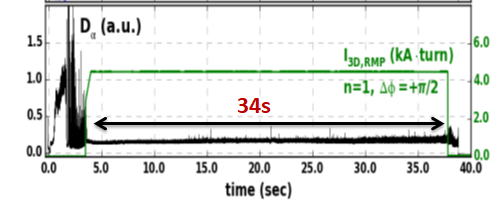 Dα (a.u.)
I3D,RMP (kA·turn)
n=1, Δϕ=+π/2
34s
1.5
1.0
0.5
0.0
6.0
4.0
2.0
0.0
0.0 5.0 10.0 15.0 20.0 25.0 30.0 35.0 40.0
time (sec)